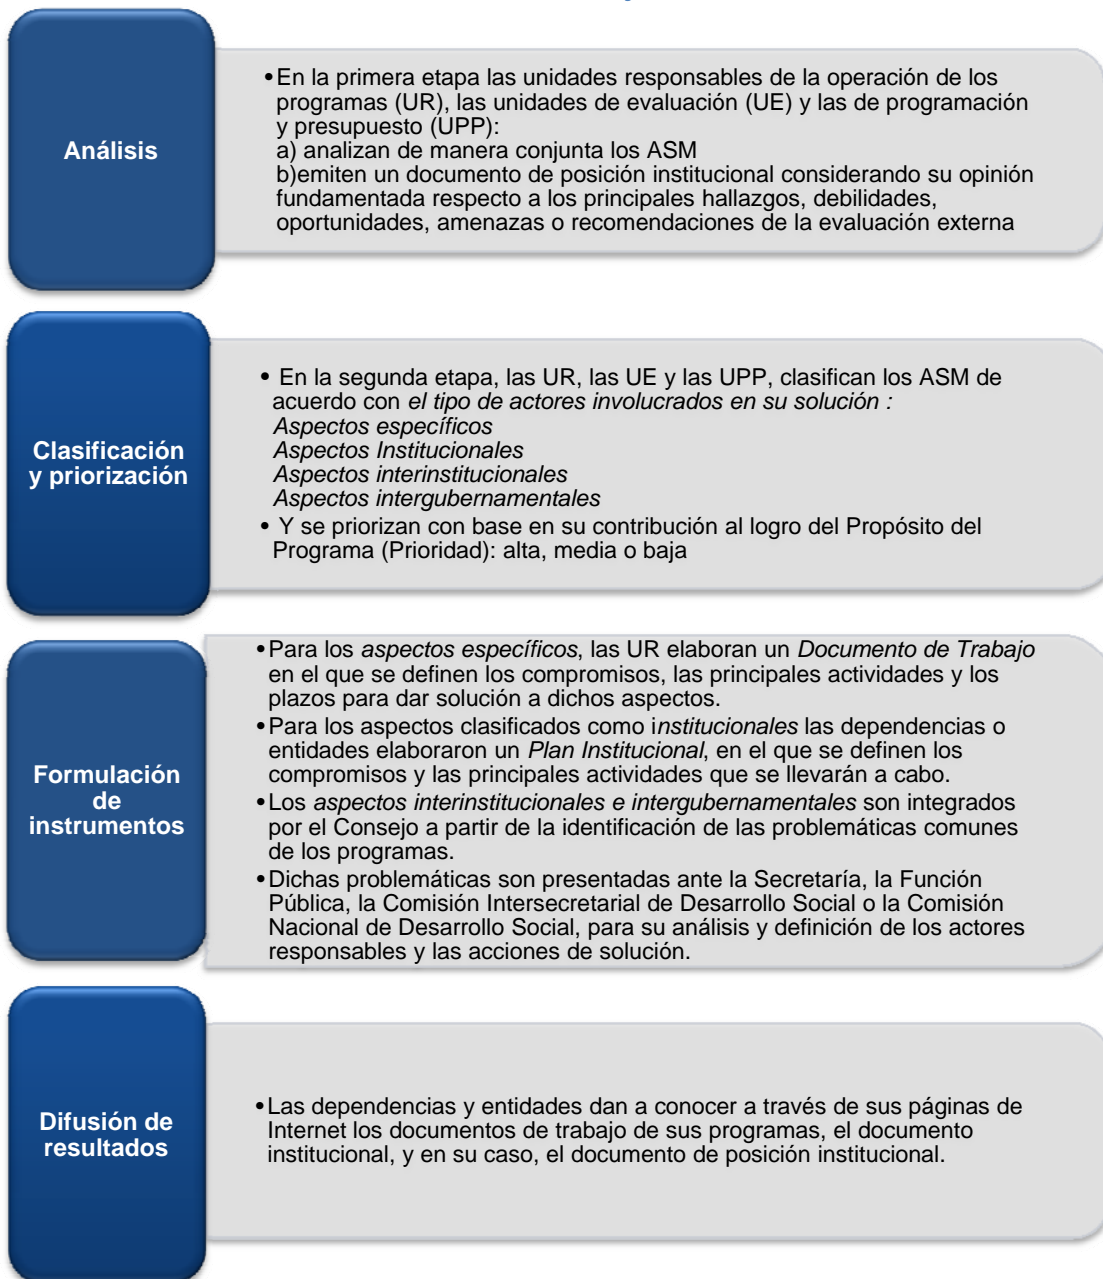 Análisis
•En la primera etapa las unidades responsables de la operación de los
programas (UR), las unidades de evaluación (UE) y las de programación
y presupuesto (UPP):
a) analizan de manera conjunta los ASM
b)emiten un documento de posición institucional considerando su opinión
fundamentada respecto a los principales hallazgos, debilidades,
oportunidades, amenazas o recomendaciones de la evaluación externa
Clasificación
y priorización
• En la segunda etapa, las UR, las UE y las UPP, clasifican los ASM de
acuerdo con el tipo de actores involucrados en su solución :
Aspectos específicos
Aspectos Institucionales
Aspectos interinstitucionales
Aspectos intergubernamentales
• Y se priorizan con base en su contribución al logro del Propósito del
Programa (Prioridad): alta, media o baja
Formulación
de
instrumentos
•Para los aspectos específicos, las UR elaboran un Documento de Trabajo
en el que se definen los compromisos, las principales actividades y los
plazos para dar solución a dichos aspectos.
•Para los aspectos clasificados como institucionales las dependencias o
entidades elaboraron un Plan Institucional, en el que se definen los
compromisos y las principales actividades que se llevarán a cabo.
•Los aspectos interinstitucionales e intergubernamentales son integrados
por el Consejo a partir de la identificación de las problemáticas comunes
de los programas.
•Dichas problemáticas son presentadas ante la Secretaría, la Función
Pública, la Comisión Intersecretarial de Desarrollo Social o la Comisión
Nacional de Desarrollo Social, para su análisis y definición de los actores
responsables y las acciones de solución.
Difusión de
resultados
•Las dependencias y entidades dan a conocer a través de sus páginas de
Internet los documentos de trabajo de sus programas, el documento
institucional, y en su caso, el documento de posición institucional.